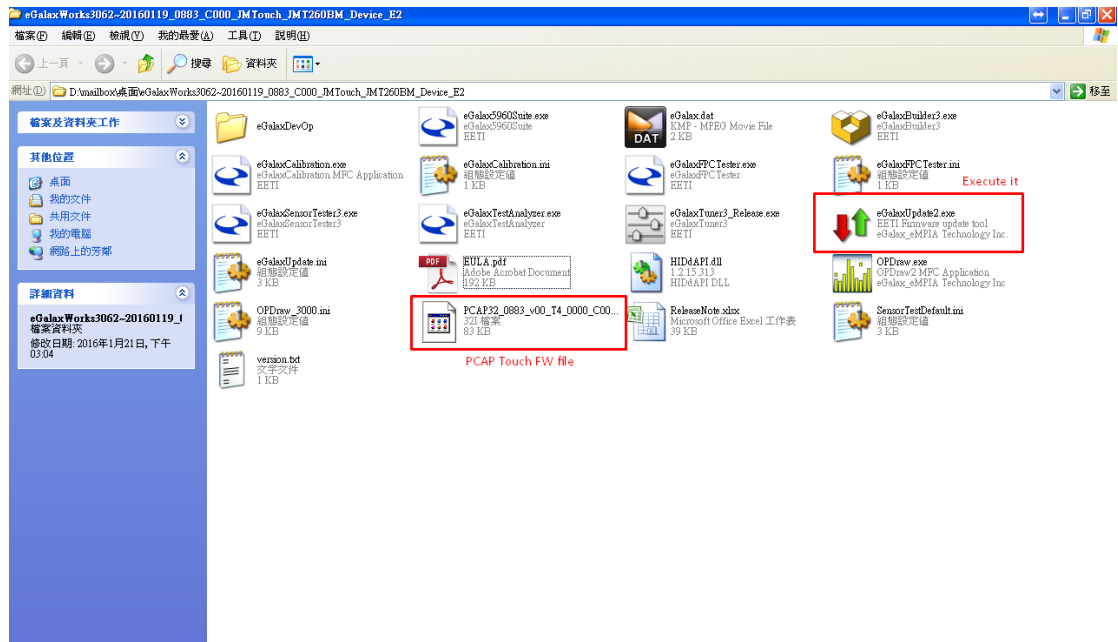 eGalaxWorks3062~20160119_0883_C000_JMTouch_JMT260BM_Device_E2
檔案(F) 編輯(E) 檢視(V) 我的最愛(A) 工具(T) 說明(H)
上一頁 搜尋 資料夾
網址(D) D:\mailbox\桌面\eGalaxWorks3062~20160119_0883_C000_JMTouch_JMT260BM_Device_E2 移至
檔案及資料夾工作
其他位置
桌面
我的文件
共用文件
我的電腦
網路上的芳鄰
詳細資料
eGalaxWorks3062~20160119_(
檔案資料夾
修改日期: 2016年1月21日, 下午
03:04
eGalaxDevOp
eGalax5960Suite.exe
eGalax5960Suite
EETI
eGalax.dat
KMP - MPEG Movie File
2 KB
DAT
eGalaxBuilder3.exe
eGalaxBuilder3
EETI
eGalaxCalibration.exe
eGalaxCalibration MFC Application
EETI
eGalaxCalibration.ini
組態設定值
1 KB
eGalaxFPCTester.exe
eGalaxFPCTester
EETI
eGalaxFPCTester.ini
組態設定值
1 KB
Execute it
eGalaxSensorTester3.exe
eGalaxSensorTester3
EETI
eGalaxTestAnalyzer.exe
eGalaxTestAnalyzer
EETI
eGalaxTuner3_Release.exe
eGalaxTuner3
EETI
eGalaxUpdate2.exe
EETI Firmware update tool
eGalax_eMPIA Technology Inc.
eGalaxUpdate.ini
組態設定值
3 KB
PDF
EULA.pdf
Adobe Acrobat Document
192 KB
HIDdAPI.dll
1.2.15.313
HIDdAPI DLL
OPDraw.exe
OPDraw2 MFC Application
eGalax_eMPIA Technology Inc
OPDraw_3000.ini
組態設定值
9 KB
PCAP32_0883_v00_T4_0000_C00...
32I 檔案
83 KB
ReleaseNote.xlsx
Microsoft Office Excel 工作表
39 KB
SensorTestDefault.ini
組態設定值
3 KB
version.txt
文字文件
1 KB
PCAP Touch FW file